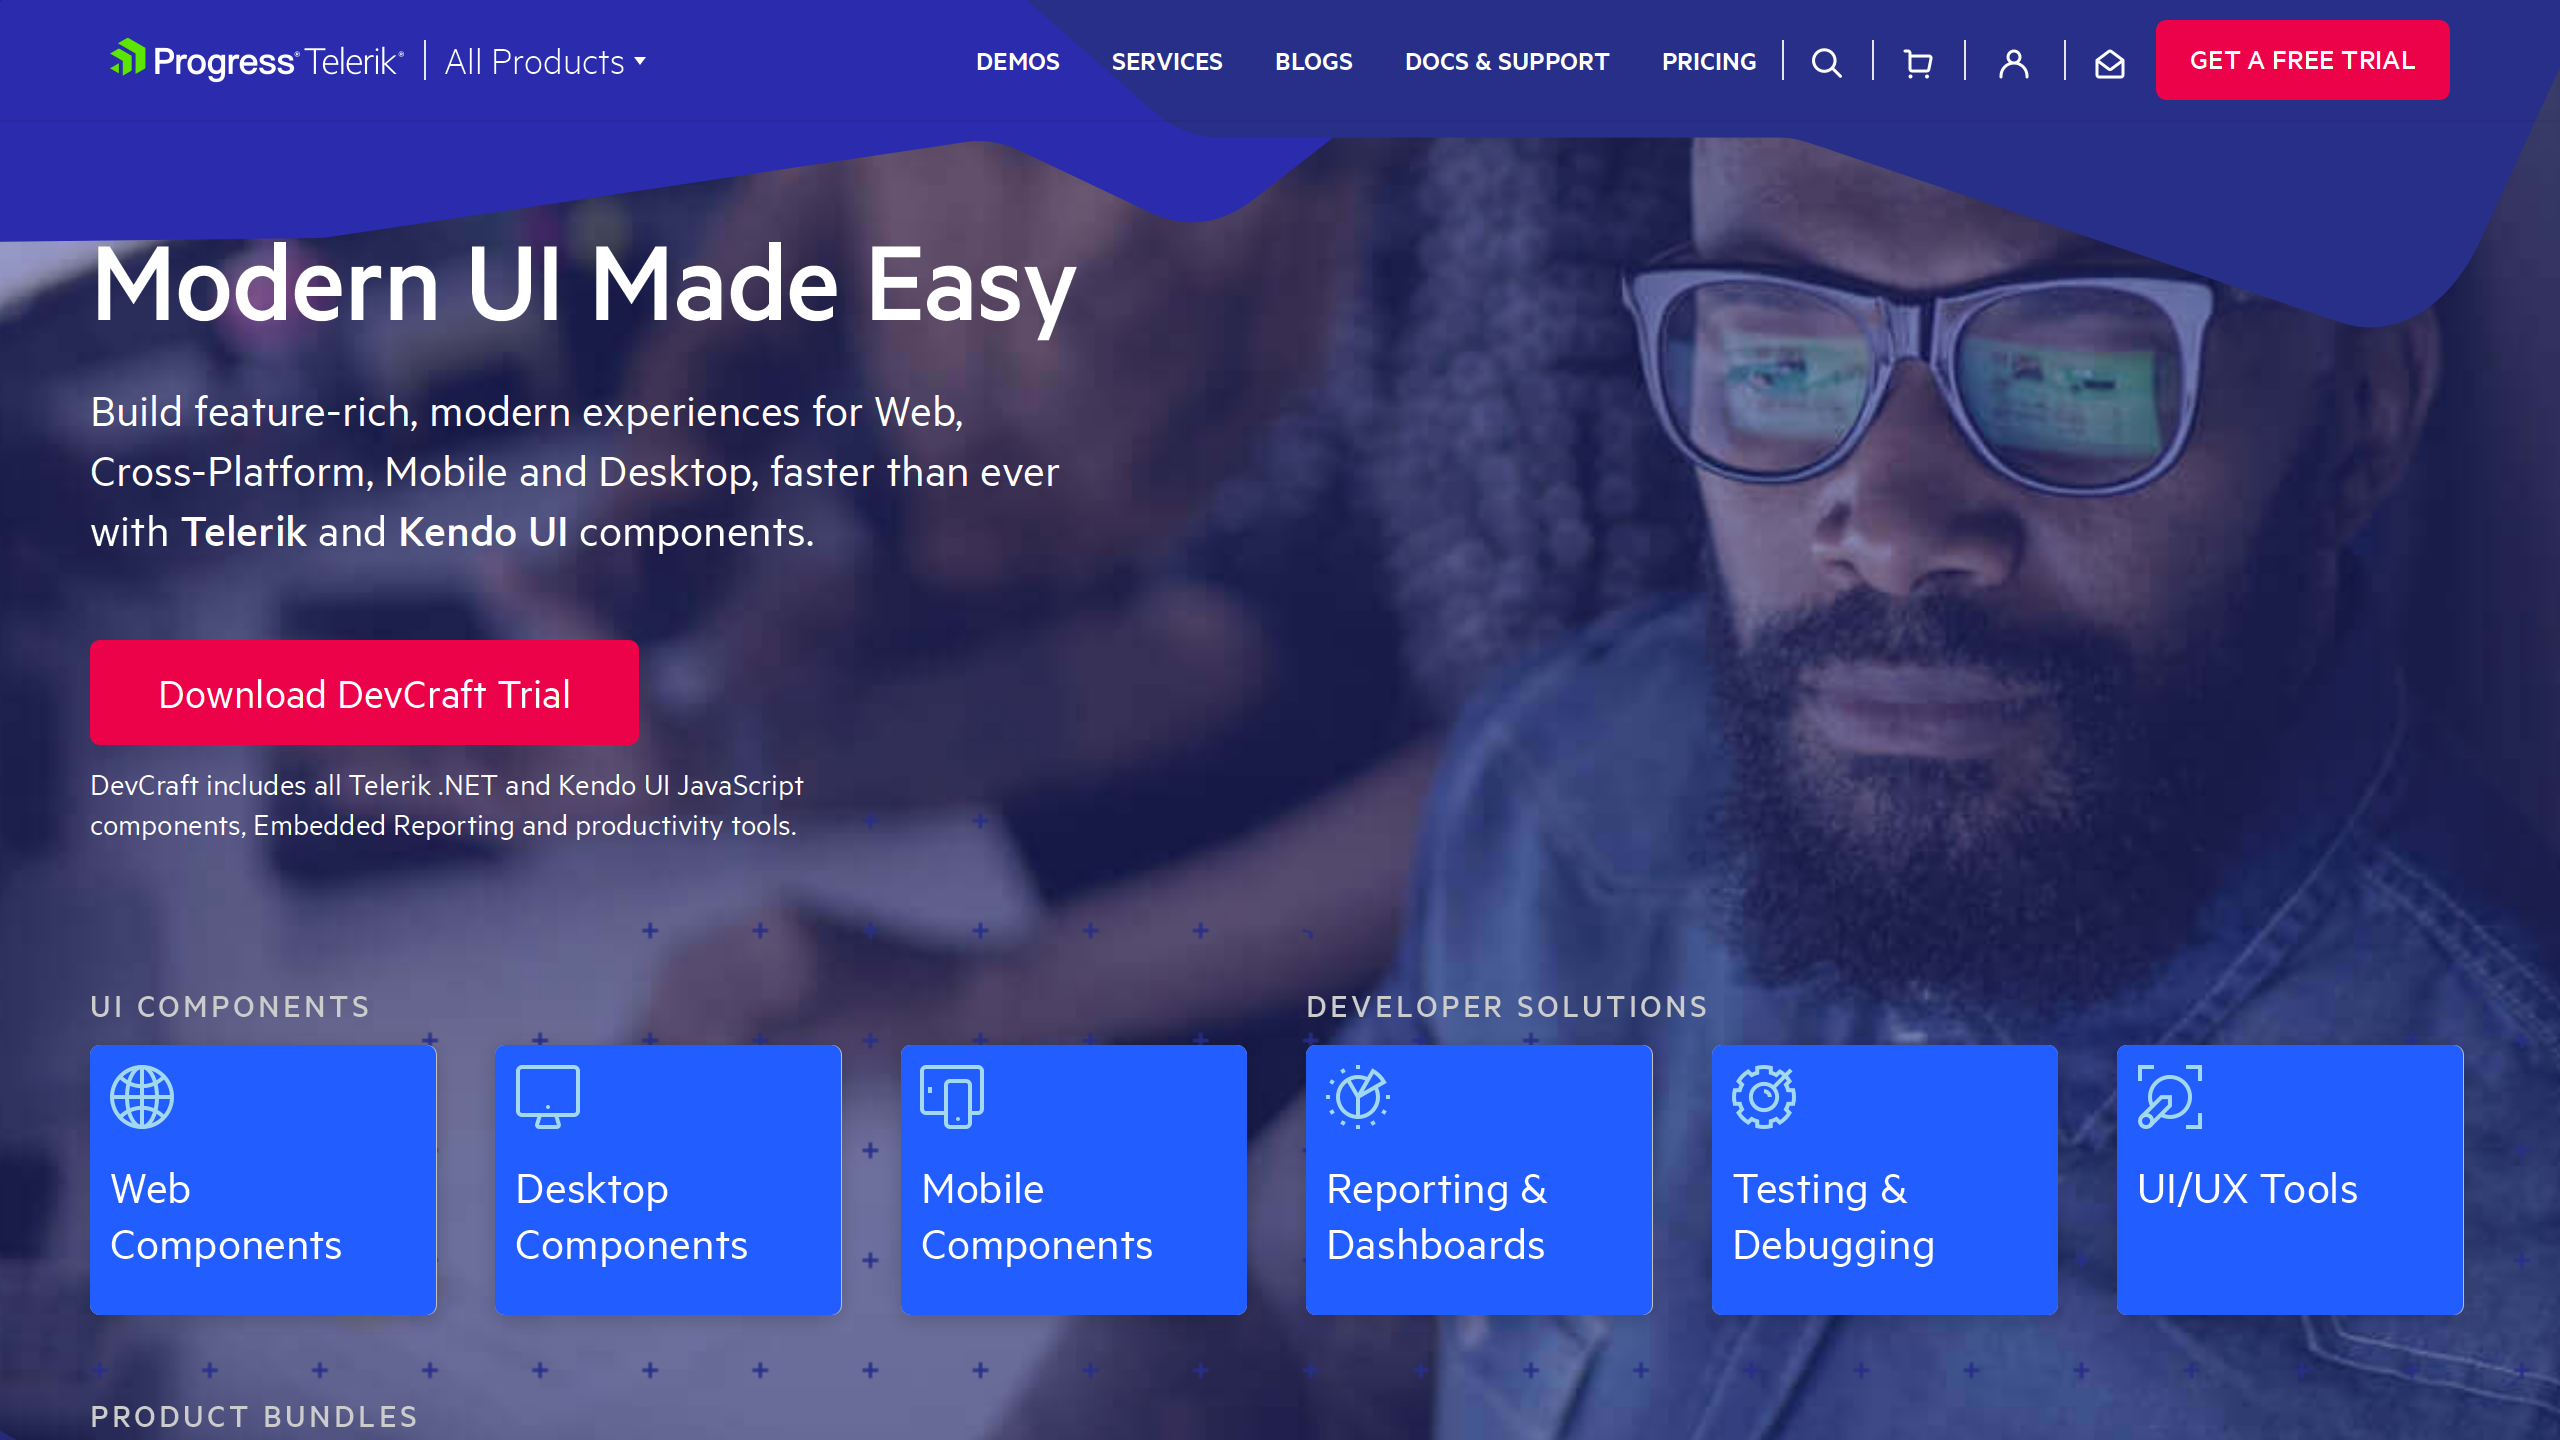 Progress® Telerik®
All Products
DEMOS
SERVICES
BLOGS
DOCS & SUPPORT
PRICING
GET A FREE TRIAL
Modern UI Made Easy
Build feature-rich, modern experiences for Web,
Cross-Platform, Mobile and Desktop, faster than ever
with Telerik and Kendo UI components.
Download DevCraft Trial
DevCraft includes all Telerik .NET and Kendo UI JavaScript
components, Embedded Reporting and productivity tools.
UI COMPONENTS
Web
Components
Desktop
Components
Mobile
Components
DEVELOPER SOLUTIONS
Reporting &
Dashboards
Testing &
Debugging
UI/UX Tools
PRODUCT BUNDLES